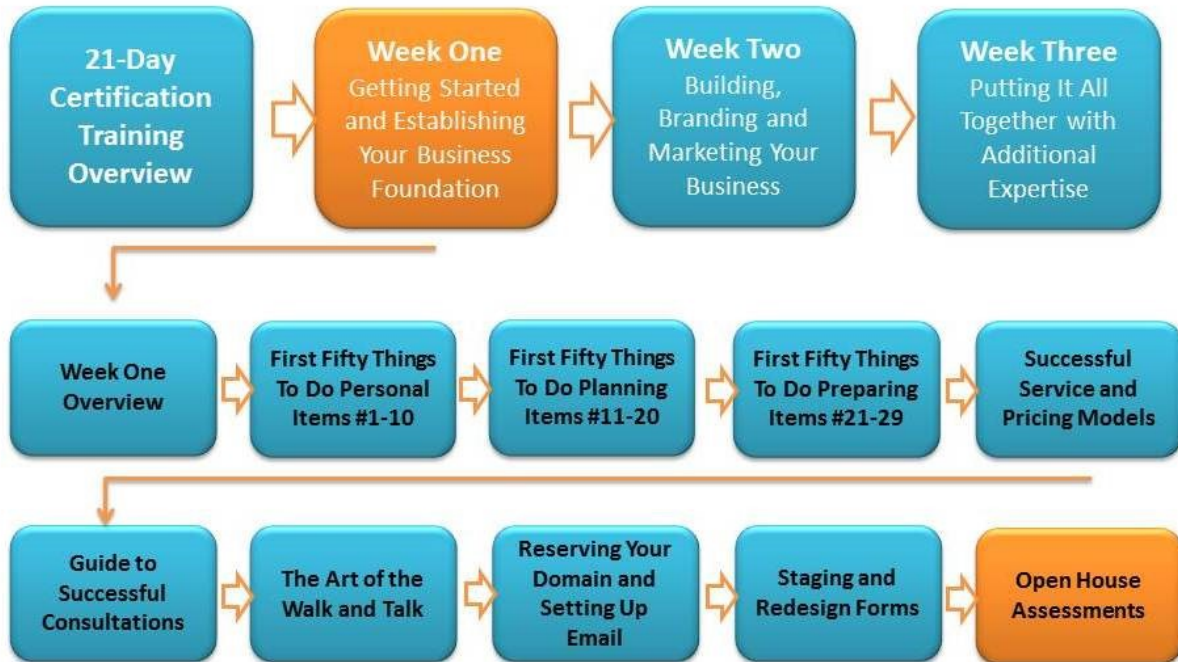 21-Day
Certification
Training
Overview
Week One
Getting Started
and Establishing
Your Business
Foundation
Week Two
Building,
Branding and
Marketing Your
Business
Week Three
Putting It All
Together with
Additional
Expertise
Week One
Overview
First Fifty Things
To Do Personal
Items #1-10
First Fifty Things
To Do Planning
Items #11-20
First Fifty Things
To Do Preparing
Items #21-29
Successful
Service and
Pricing Models
Guide to
Successful
Consultations
The Art of the
Walk and Talk
Reserving Your
Domain and
Setting Up
Email
Staging and
Redesign Forms
Open House
Assessments